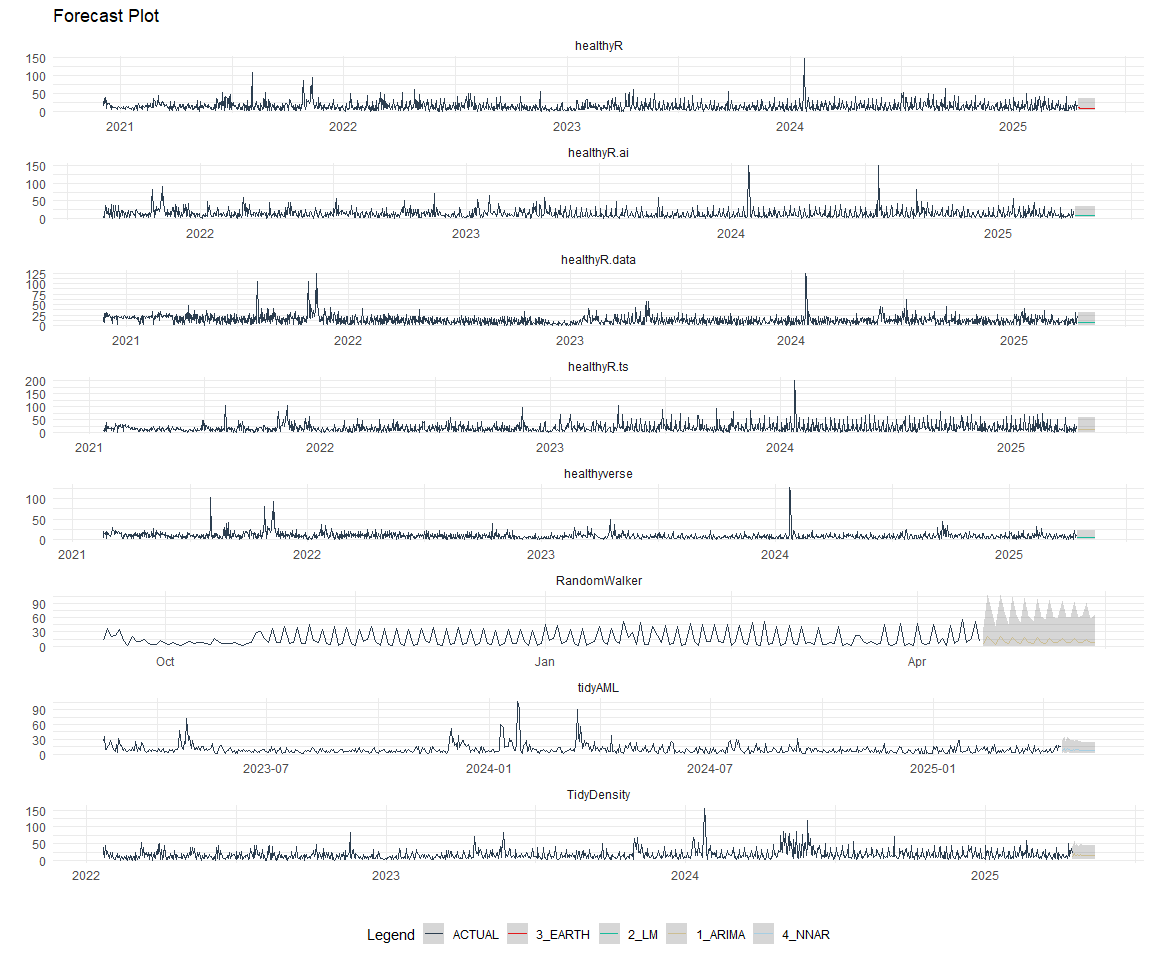 Forecast Plot
healthyR
150
100
50
0
2021 2022 2023 2024 2025
healthyR.ai
150
100
50
0
2022 2023 2024 2025
healthyR.data
125
100
75
50
25
0
2021 2022 2023 2024 2025
healthyR.ts
200
150
100
50
0
2021 2022 2023 2024 2025
healthyverse
100
50
0
2021 2022 2023 2024 2025
RandomWalker
90
60
30
0
Oct Jan Apr
tidyAML
90
60
30
0
2023-07 2024-01 2024-07 2025-01
TidyDensity
150
100
50
0
2022 2023 2024 2025
Legend ACTUAL 3_EARTH 2_LM 1_ARIMA 4_NNAR